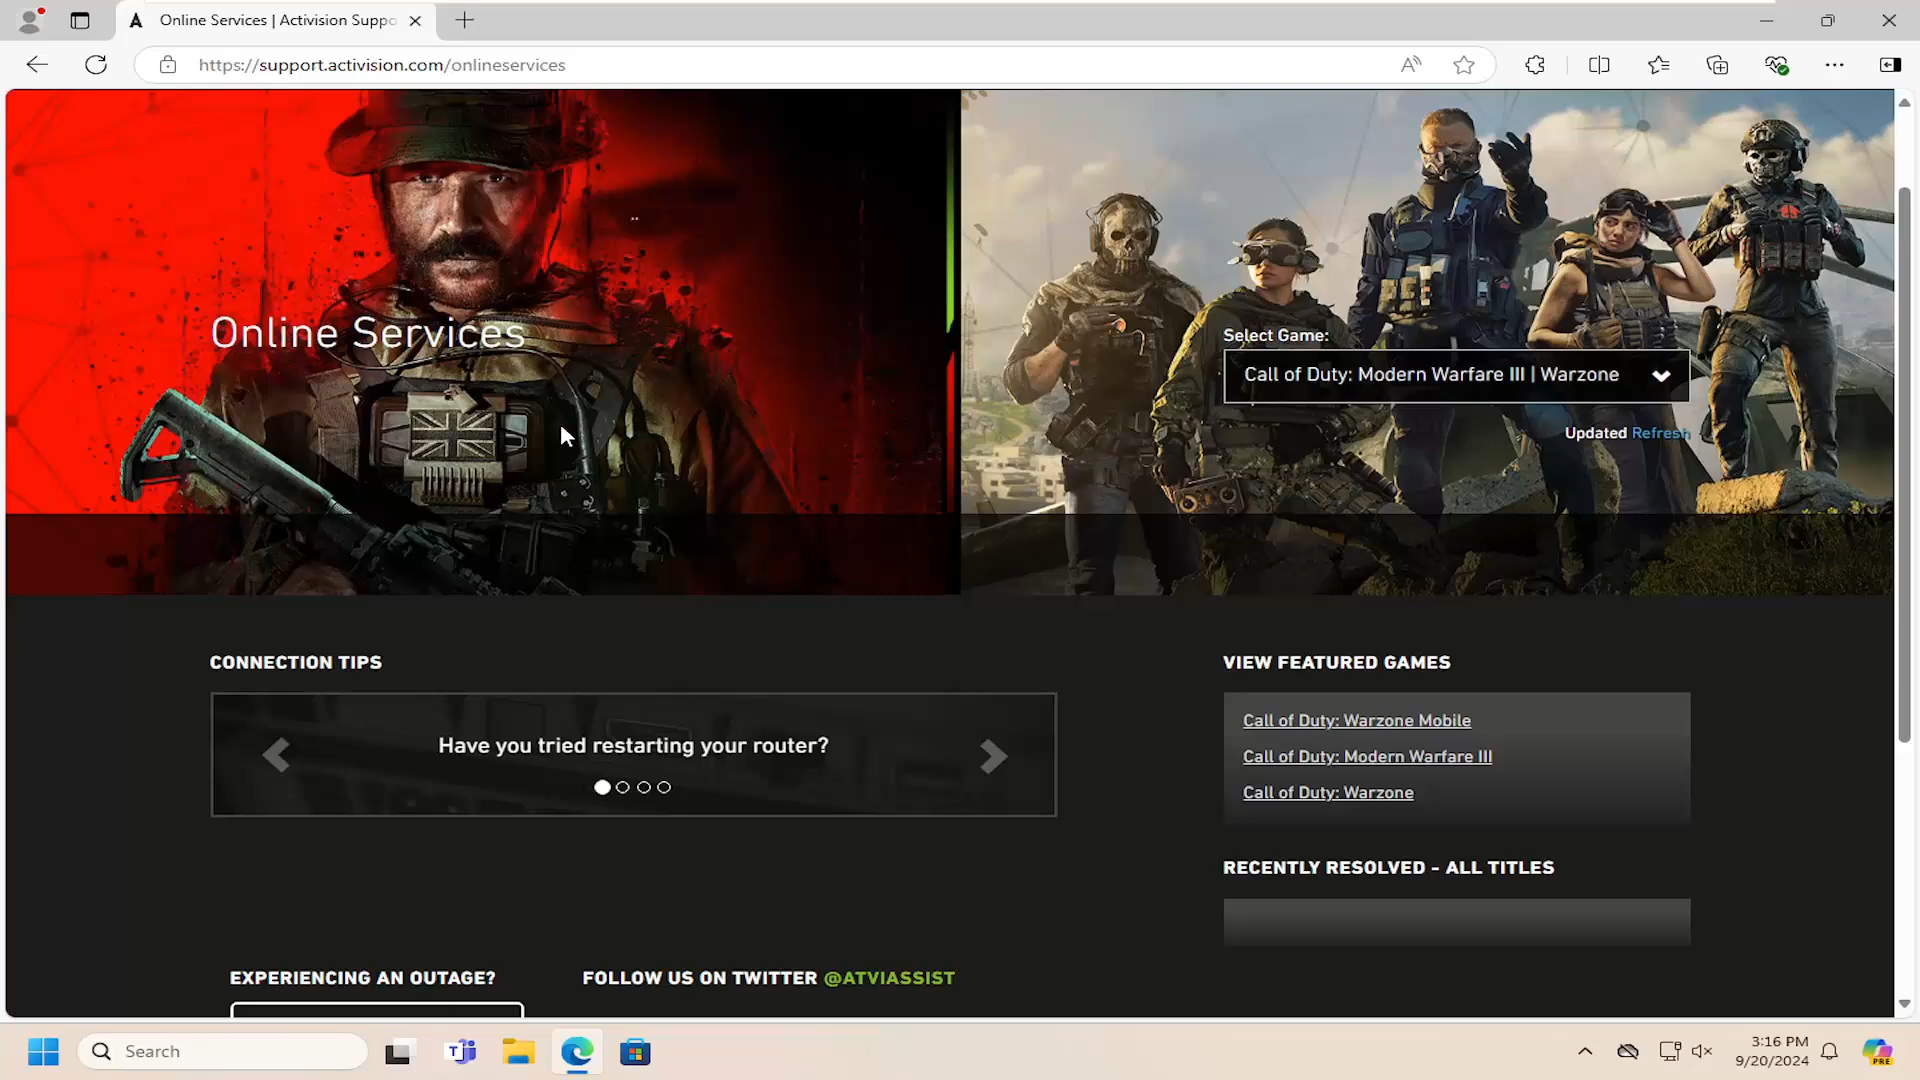 Online Services | Activision Suppo
https://support.activision.com/onlineservices
Online Services
Select Game:
Call of Duty: Modern Warfare III | Warzone
Updated Refresh
CONNECTION TIPS
Have you tried restarting your router?
VIEW FEATURED GAMES
Call of Duty: Warzone Mobile
Call of Duty: Modern Warfare III
Call of Duty: Warzone
RECENTLY RESOLVED - ALL TITLES
EXPERIENCING AN OUTAGE?
FOLLOW US ON TWITTER @ATVIASSIST
Search
3:16 PM
9/20/2024
PRE